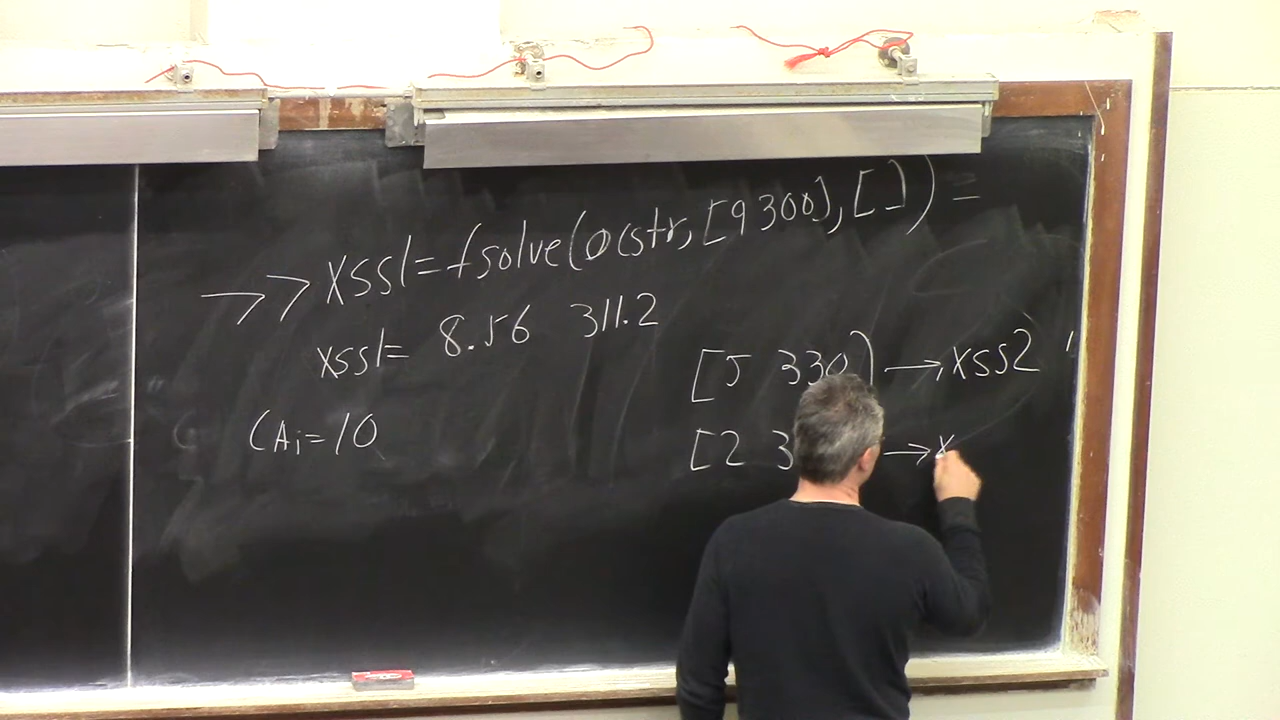 >> xss1=fsolve(@cstr,[9 300],[])=
xss1= 8.56 311.2
[5 330] → xss2
CAi=10
[2 3 → x